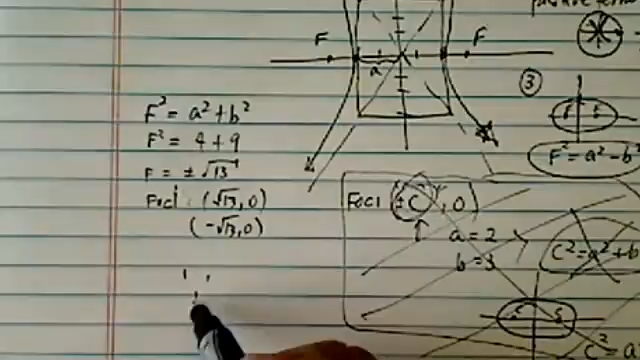 F F
a
③
F² = a² + b²
F² = 4 + 9
F = ± √13
Foci: (√13, 0)
(-√13, 0)
F² = a² - b²
Foci (±C, 0)
a = 2
b = 3
C² = a² + b
C² = a